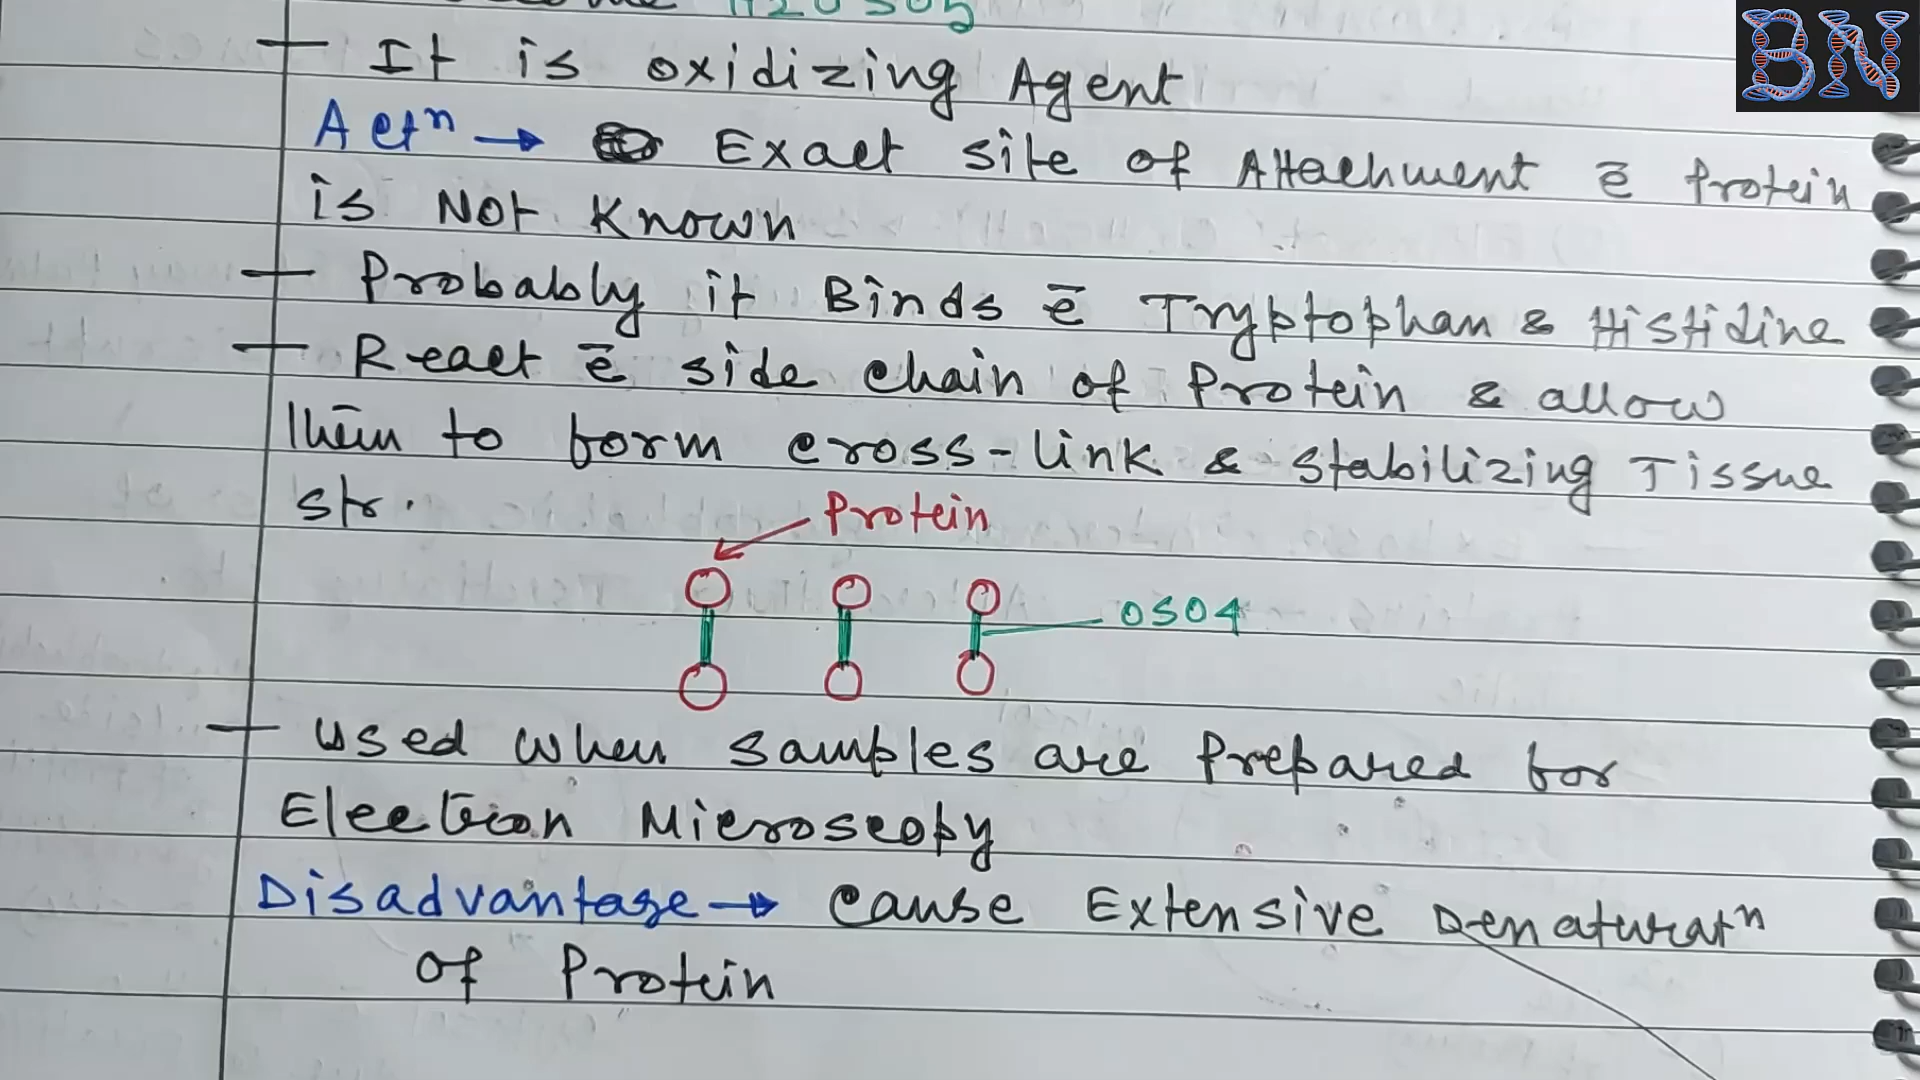 H2OSO5
BN
— It is oxidizing Agent
Actⁿ → Exact site of Attachment c̄ Protein
is Not Known
— Probably it Binds c̄ Tryptophan & Histidine
— React c̄ side chain of Protein & allow
them to form cross-link & stabilizing Tissue
str.
Protein
OSO4
— used when samples are Prepared for
Electron Microscopy
Disadvantage → cause Extensive Denaturatⁿ
of Protein